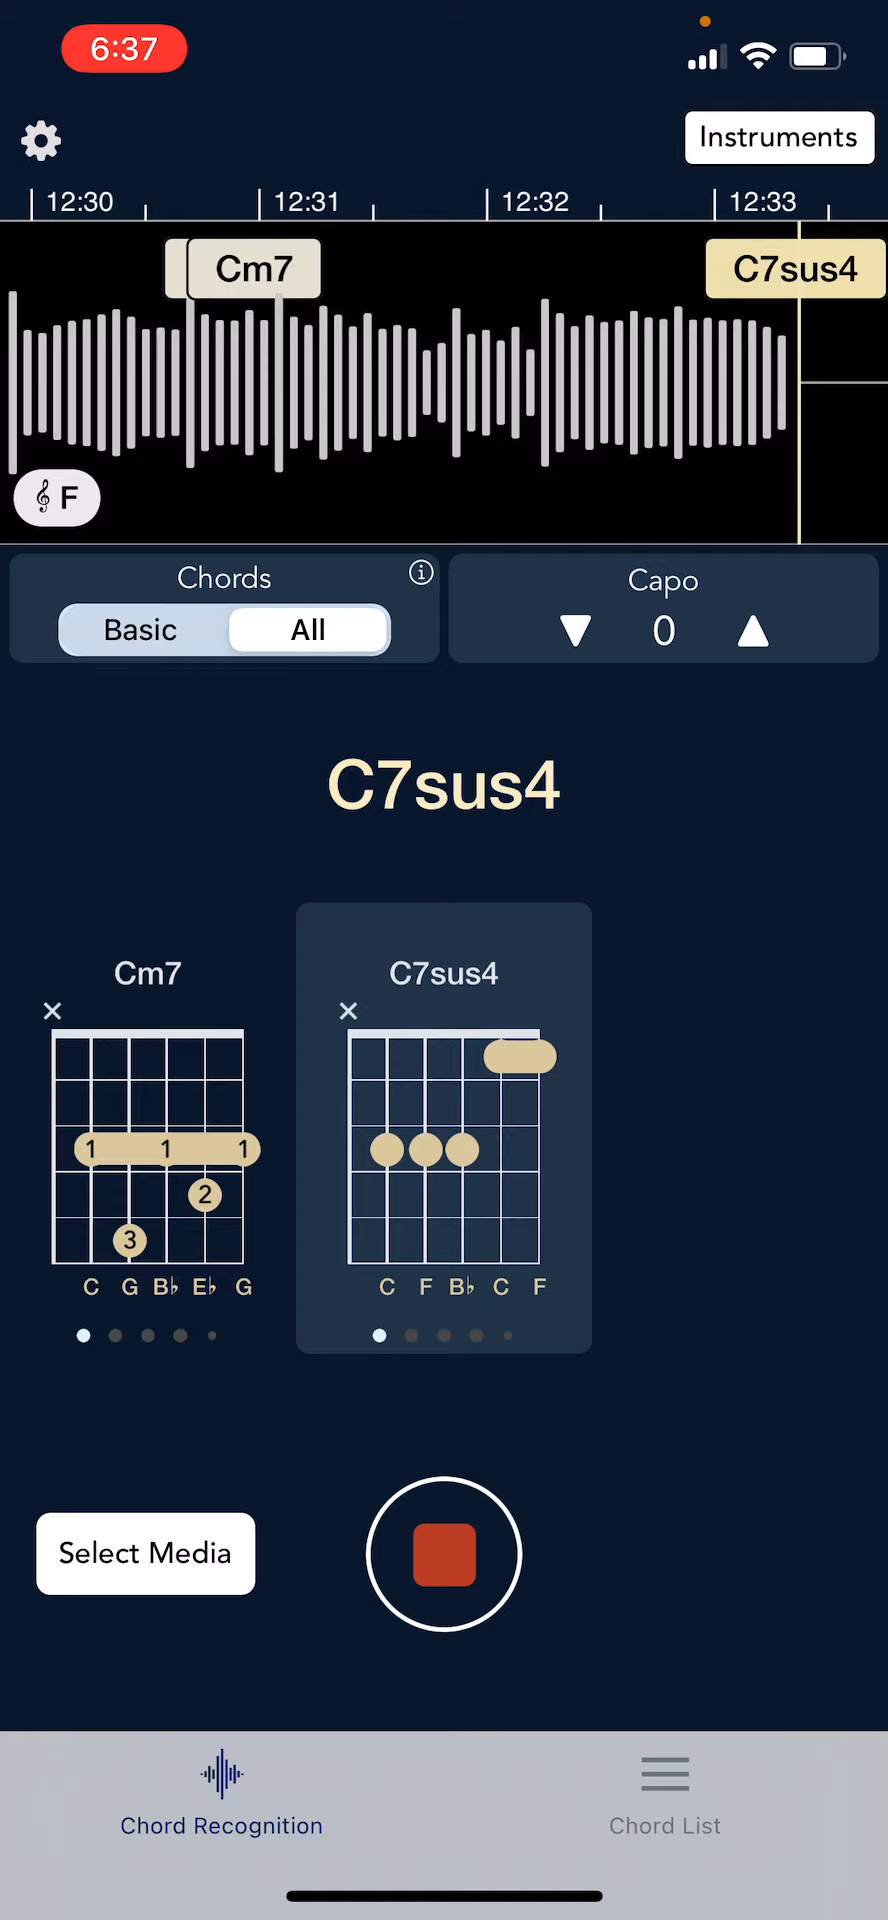 6:37
Instruments
12:30 12:31 12:32 12:33
Cm7 C7sus4
F
Chords Capo
Basic All 0
C7sus4
Cm7 C7sus4
1 1 1
2
3
C G B♭ E♭ G C F B♭ C F
Select Media
Chord Recognition Chord List